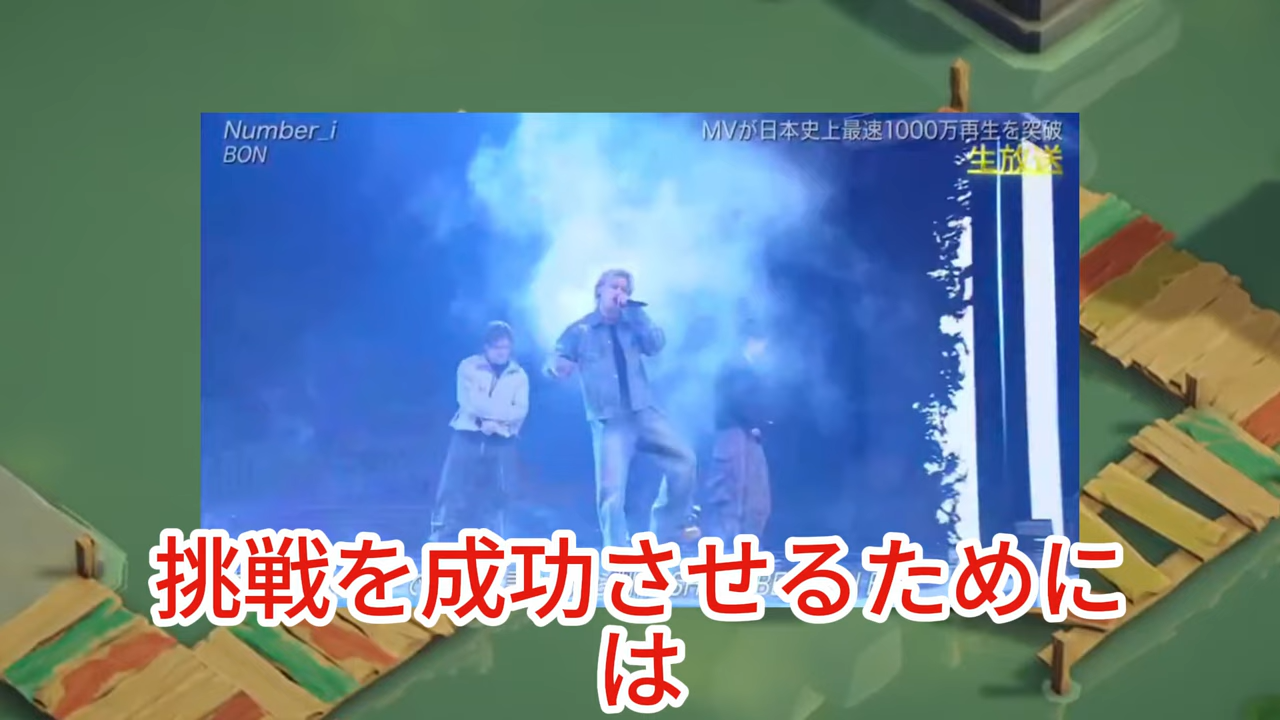 Number_i
MVが日本史上最速1000万再生を突破
BON
生放送
挑戦を成功させるために
は